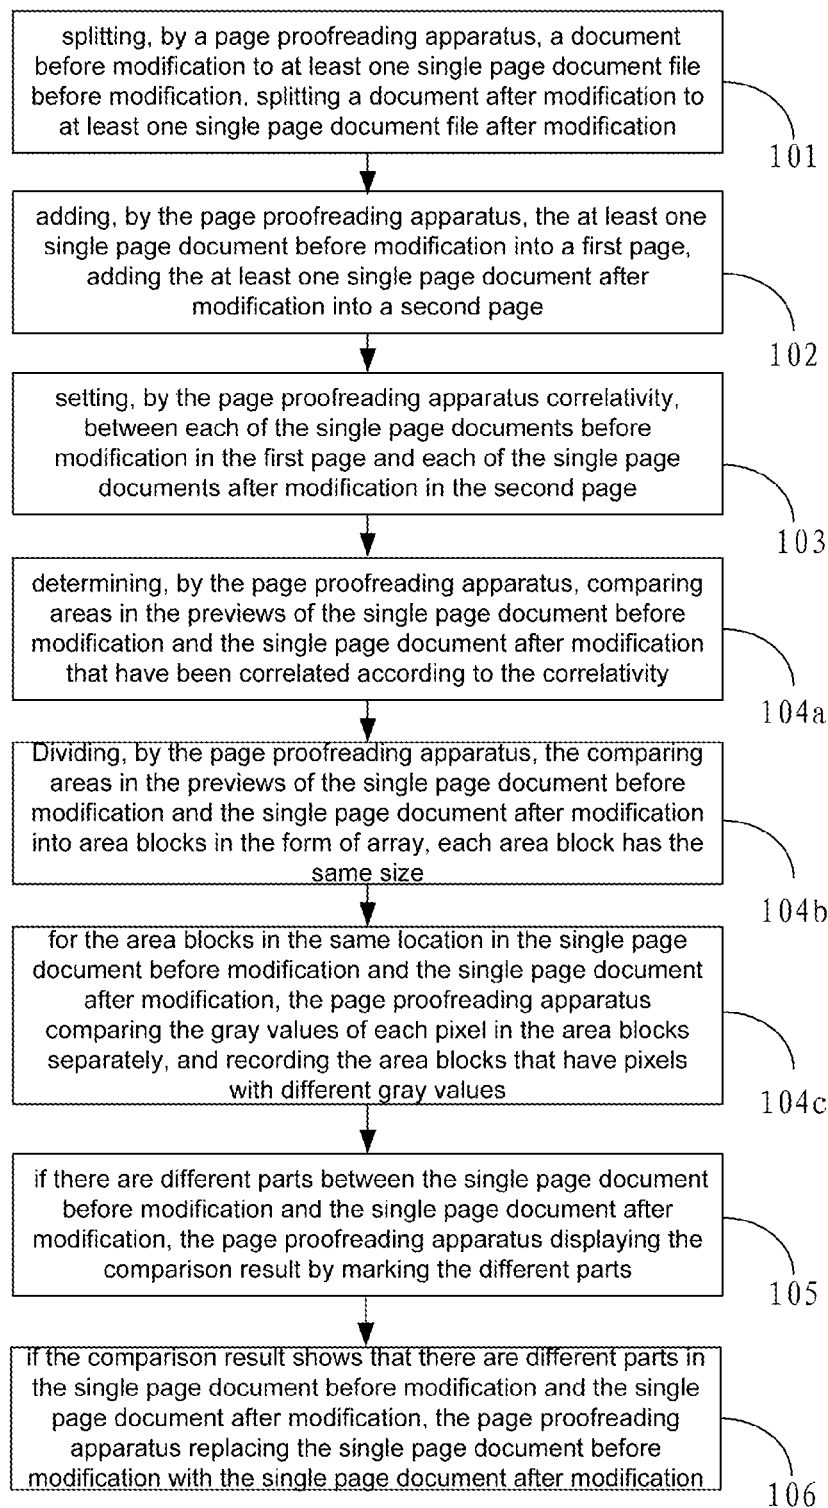 splitting, by a page proofreading apparatus, a document
before modification to at least one single page document file
before modification, splitting a document after modification to
at least one single page document file after modification
101
adding, by the page proofreading apparatus, the at least one
single page document before modification into a first page,
adding the at least one single page document after
modification into a second page
102
setting, by the page proofreading apparatus correlativity,
between each of the single page documents before
modification in the first page and each of the single page
documents after modification in the second page
103
determining, by the page proofreading apparatus, comparing
areas in the previews of the single page document before
modification and the single page document after modification
that have been correlated according to the correlativity
104a
Dividing, by the page proofreading apparatus, the comparing
areas in the previews of the single page document before
modification and the single page document after modification
into area blocks in the form of array, each area block has the
same size
104b
for the area blocks in the same location in the single page
document before modification and the single page document
after modification, the page proofreading apparatus
comparing the gray values of each pixel in the area blocks
separately, and recording the area blocks that have pixels
with different gray values
104c
if there are different parts between the single page document
before modification and the single page document after
modification, the page proofreading apparatus displaying the
comparison result by marking the different parts
105
if the comparison result shows that there are different parts in
the single page document before modification and the single
page document after modification, the page proofreading
apparatus replacing the single page document before
modification with the single page document after modification
106